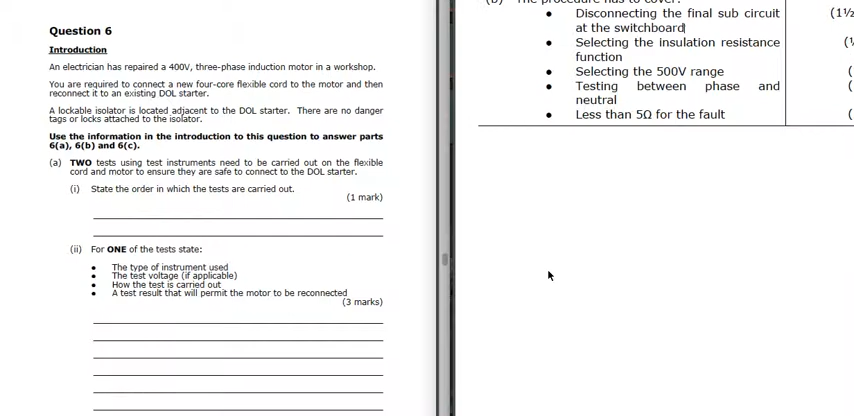 Question 6
Introduction
An electrician has repaired a 400V, three-phase induction motor in a workshop.
You are required to connect a new four-core flexible cord to the motor and then
reconnect it to an existing DOL starter.
A lockable isolator is located adjacent to the DOL starter. There are no danger
tags or locks attached to the isolator.
Use the information in the introduction to this question to answer parts
6(a), 6(b) and 6(c).
(a) TWO tests using test instruments need to be carried out on the flexible
cord and motor to ensure they are safe to connect to the DOL starter.
(i) State the order in which the tests are carried out.
(1 mark)
(ii) For ONE of the tests state:
• The type of instrument used
• The test voltage (if applicable)
• How the test is carried out
• A test result that will permit the motor to be reconnected
(3 marks)
(b) The procedure has to cover:
• Disconnecting the final sub circuit (1½
at the switchboard
• Selecting the insulation resistance
function
• Selecting the 500V range
• Testing between phase and
neutral
• Less than 5Ω for the fault